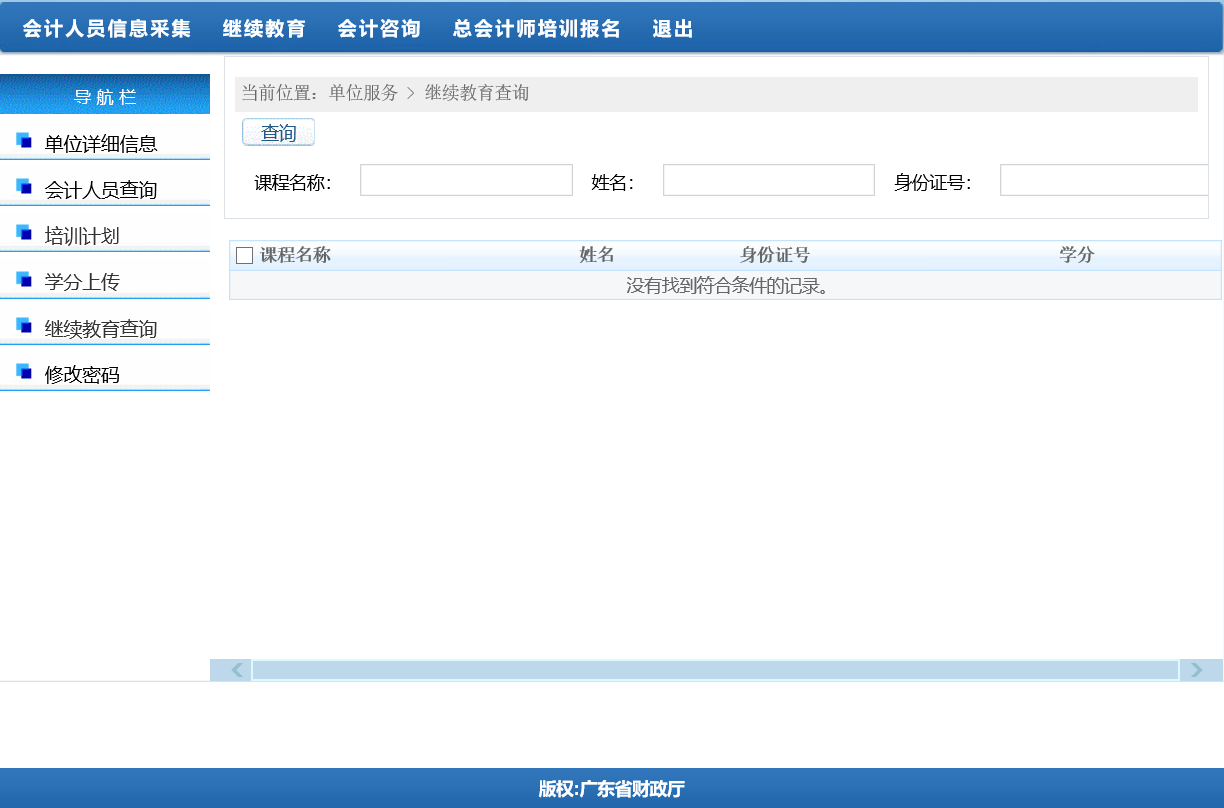 会计人员信息采集 继续教育 会计咨询 总会计师培训报名 退出
导航栏
单位详细信息
会计人员查询
培训计划
学分上传
继续教育查询
修改密码
当前位置：单位服务 > 继续教育查询
查询
课程名称： 姓名： 身份证号：
课程名称 姓名 身份证号 学分
没有找到符合条件的记录。
版权:广东省财政厅